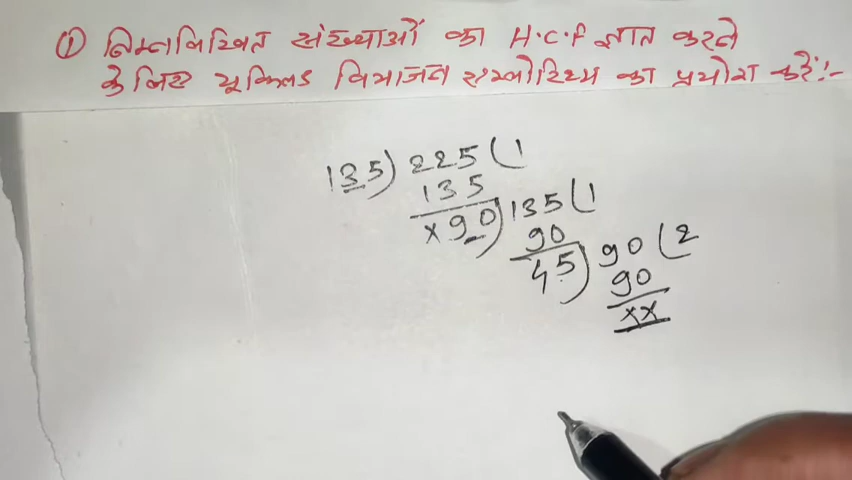 ① निम्नलिखित संख्याओं का H.C.F ज्ञात करने
के लिए यूक्लिड विभाजन एल्गोरिथ्म का प्रयोग करें:-
135) 225 ( 1
135
x90) 135 ( 1
90
45) 90 ( 2
90
xx